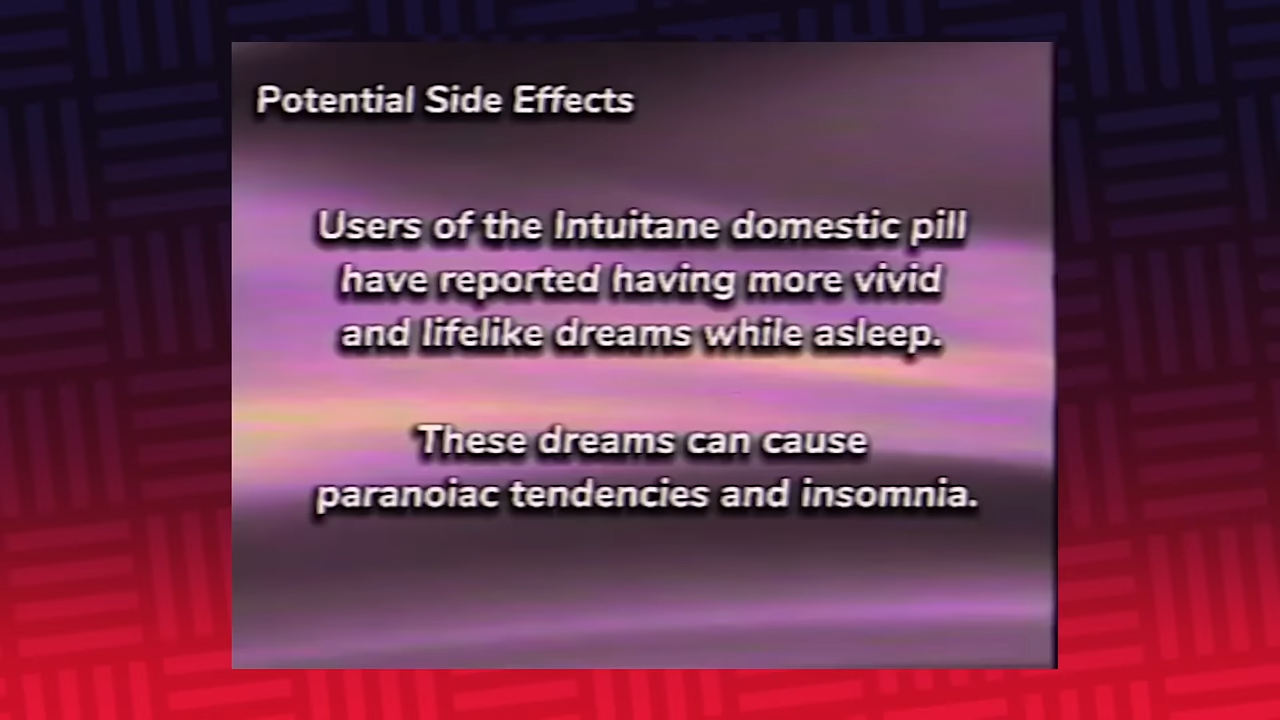 Potential Side Effects
Users of the Intuitane domestic pill
have reported having more vivid
and lifelike dreams while asleep.
These dreams can cause
paranoiac tendencies and insomnia.